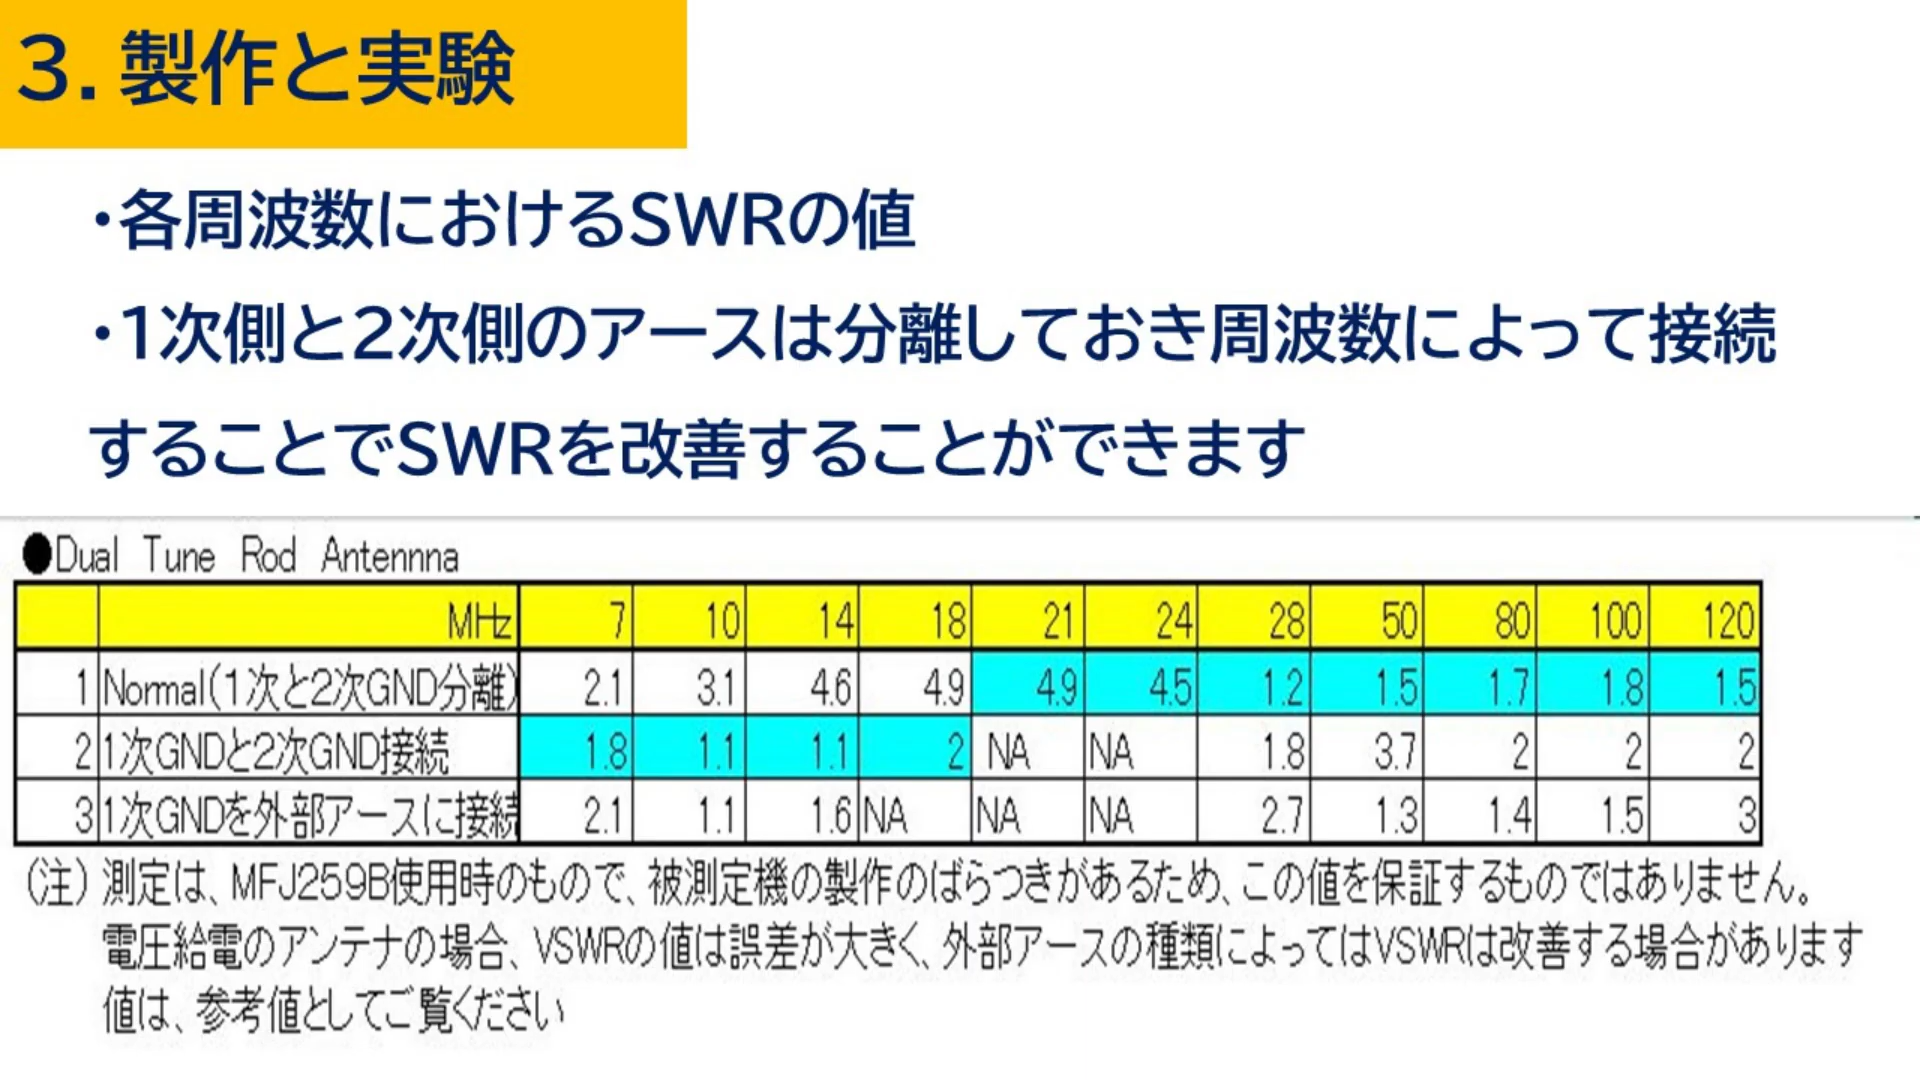 3. 製作と実験
・各周波数におけるSWRの値
・1次側と2次側のアースは分離しておき周波数によって接続
することでSWRを改善することができます
●Dual Tune Rod Antennna
MHz 7 10 14 18 21 24 28 50 80 100 120
1 Normal(1次と2次GND分離) 2.1 3.1 4.6 4.9 4.9 4.5 1.2 1.5 1.7 1.8 1.5
2 1次GNDと2次GND接続 1.8 1.1 1.1 2 NA NA 1.8 3.7 2 2 2
3 1次GNDを外部アースに接続 2.1 1.1 1.6 NA NA NA 2.7 1.3 1.4 1.5 3
(注) 測定は、MFJ259B使用時のもので、被測定機の製作のばらつきがあるため、この値を保証するものではありません。
電圧給電のアンテナの場合、VSWRの値は誤差が大きく、外部アースの種類によってはVSWRは改善する場合があります
値は、参考値としてご覧ください